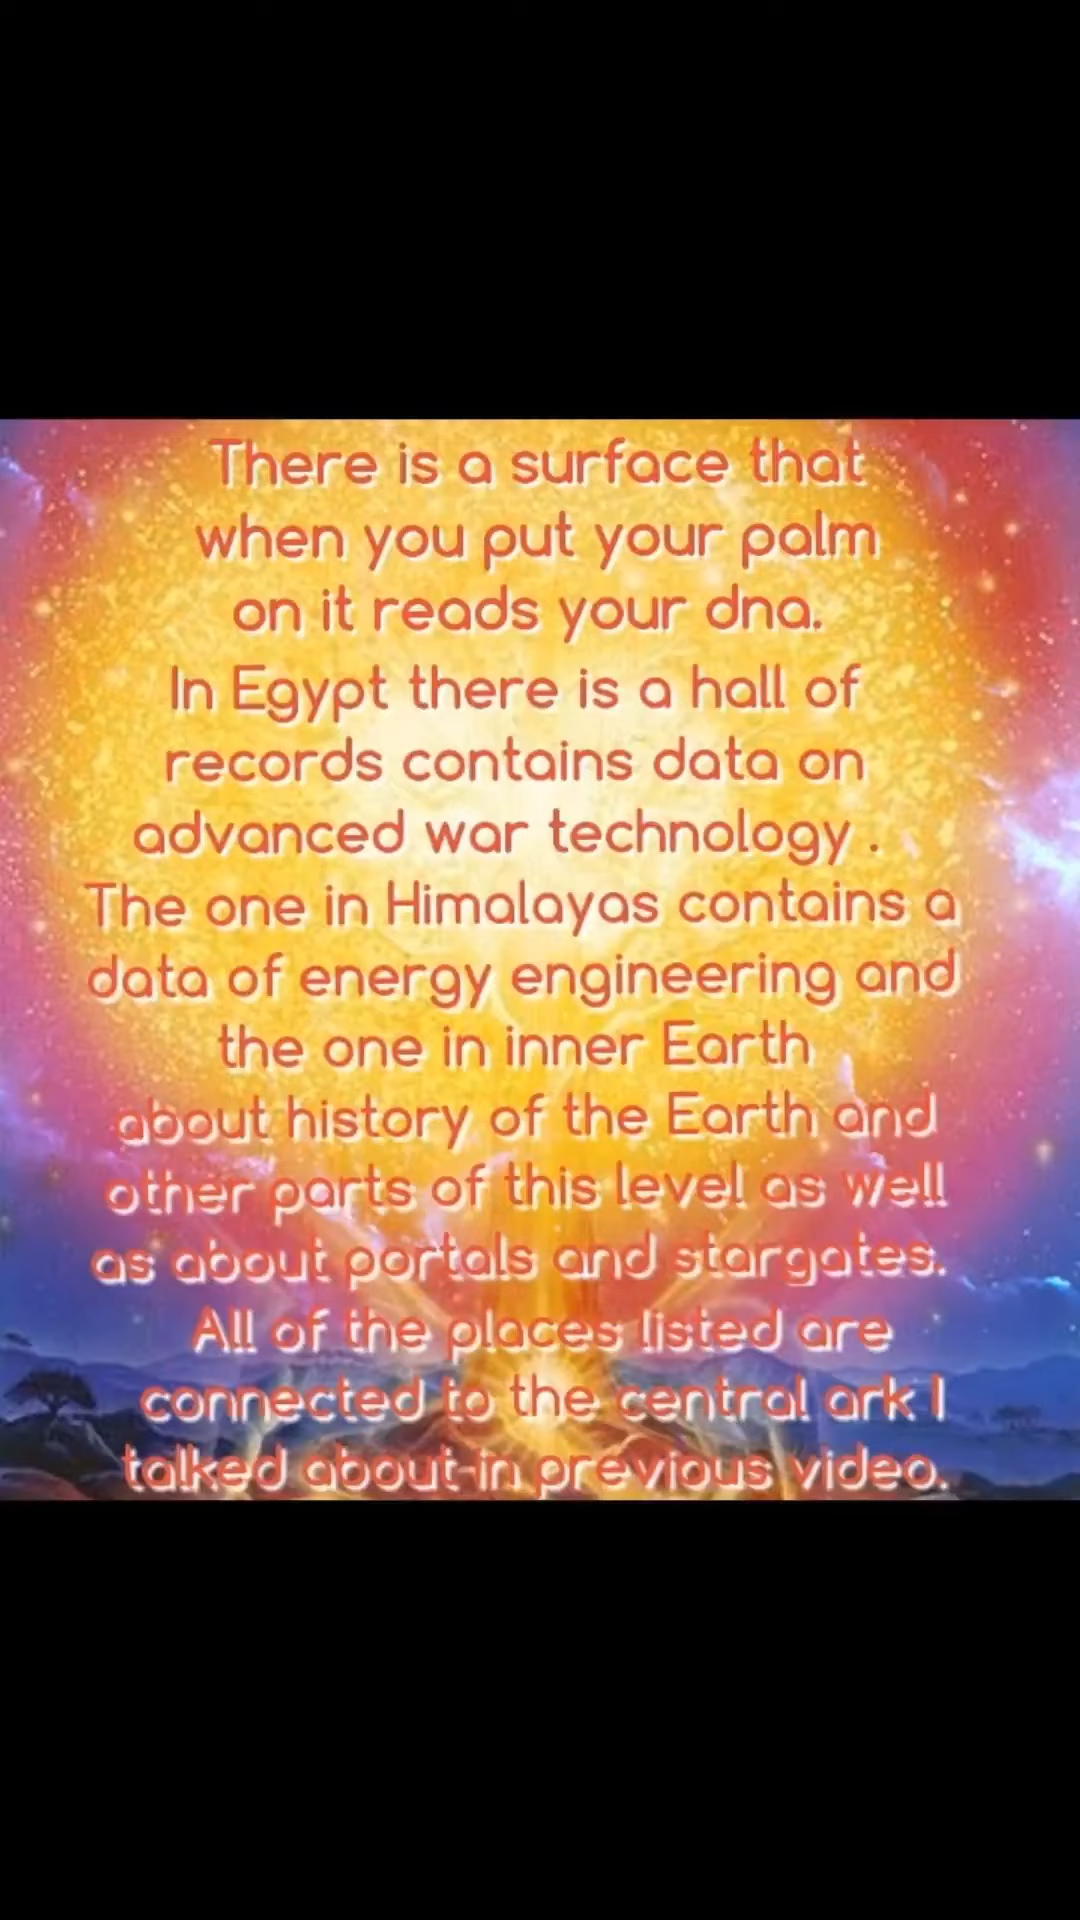 There is a surface that
when you put your palm
on it reads your dna.
In Egypt there is a hall of
records contains data on
advanced war technology .
The one in Himalayas contains a
data of energy engineering and
the one in inner Earth
about history of the Earth and
other parts of this level as well
as about portals and stargates.
All of the places listed are
connected to the central ark I
talked about in previous video.